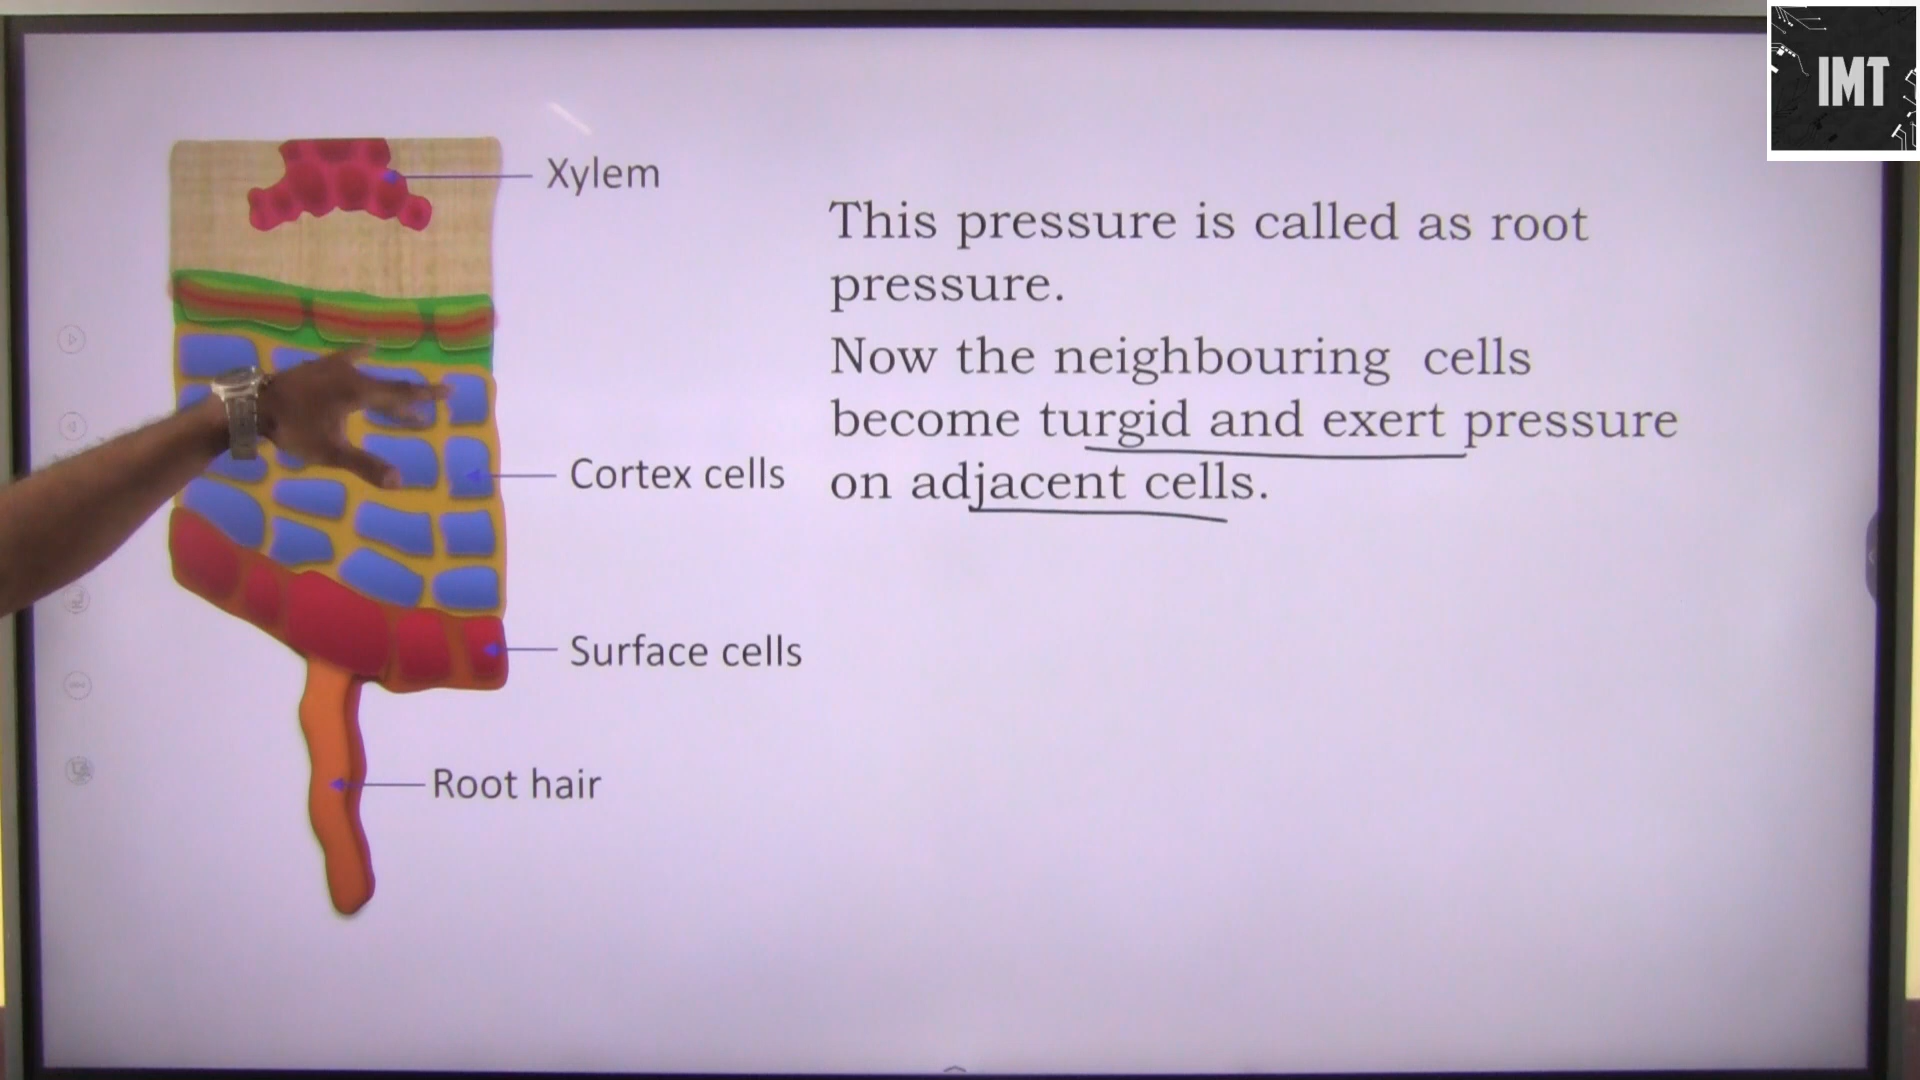 IMT
Xylem
This pressure is called as root
pressure.
Now the neighbouring cells
become turgid and exert pressure
on adjacent cells.
Cortex cells
Surface cells
Root hair